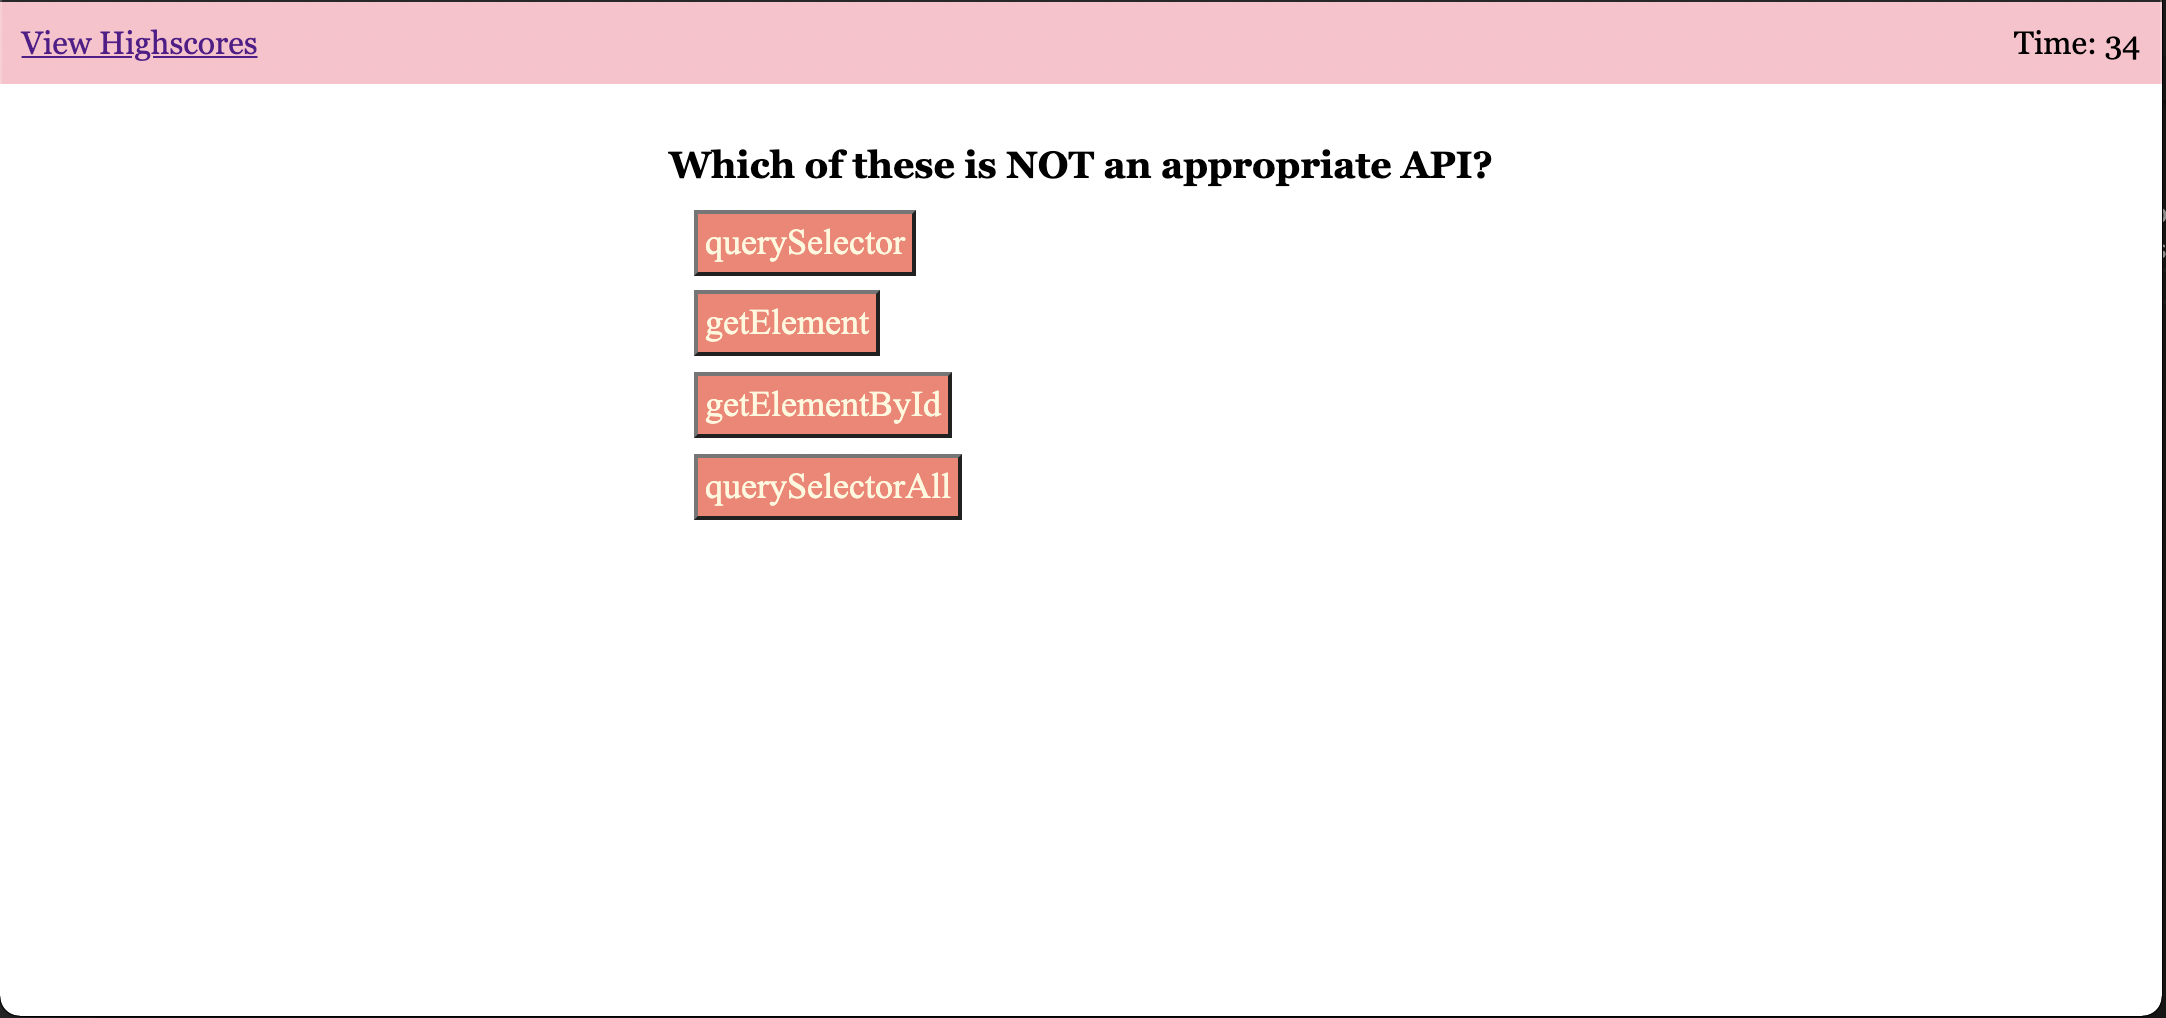 View Highscores
Time: 34
Which of these is NOT an appropriate API?
querySelector
getElement
getElementById
querySelectorAll